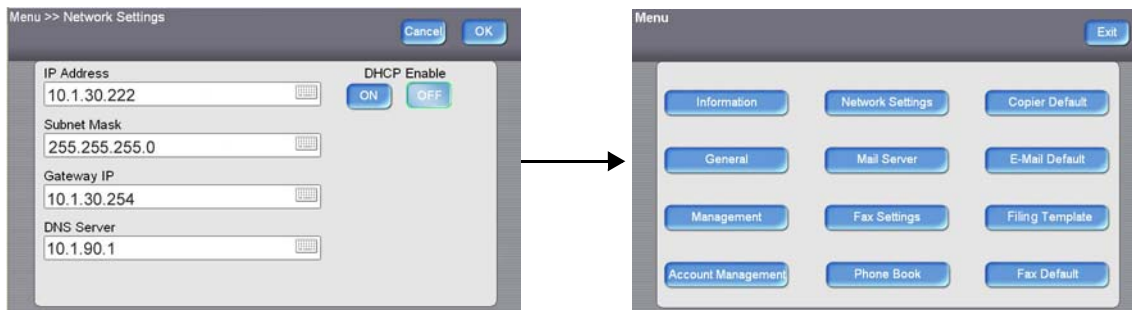 Menu >> Network Settings
Cancel OK
IP Address
10.1.30.222
DHCP Enable
ON OFF
Subnet Mask
255.255.255.0
Gateway IP
10.1.30.254
DNS Server
10.1.90.1
Menu
Exit
Information Network Settings Copier Default
General Mail Server E-Mail Default
Management Fax Settings Filing Template
Account Management Phone Book Fax Default